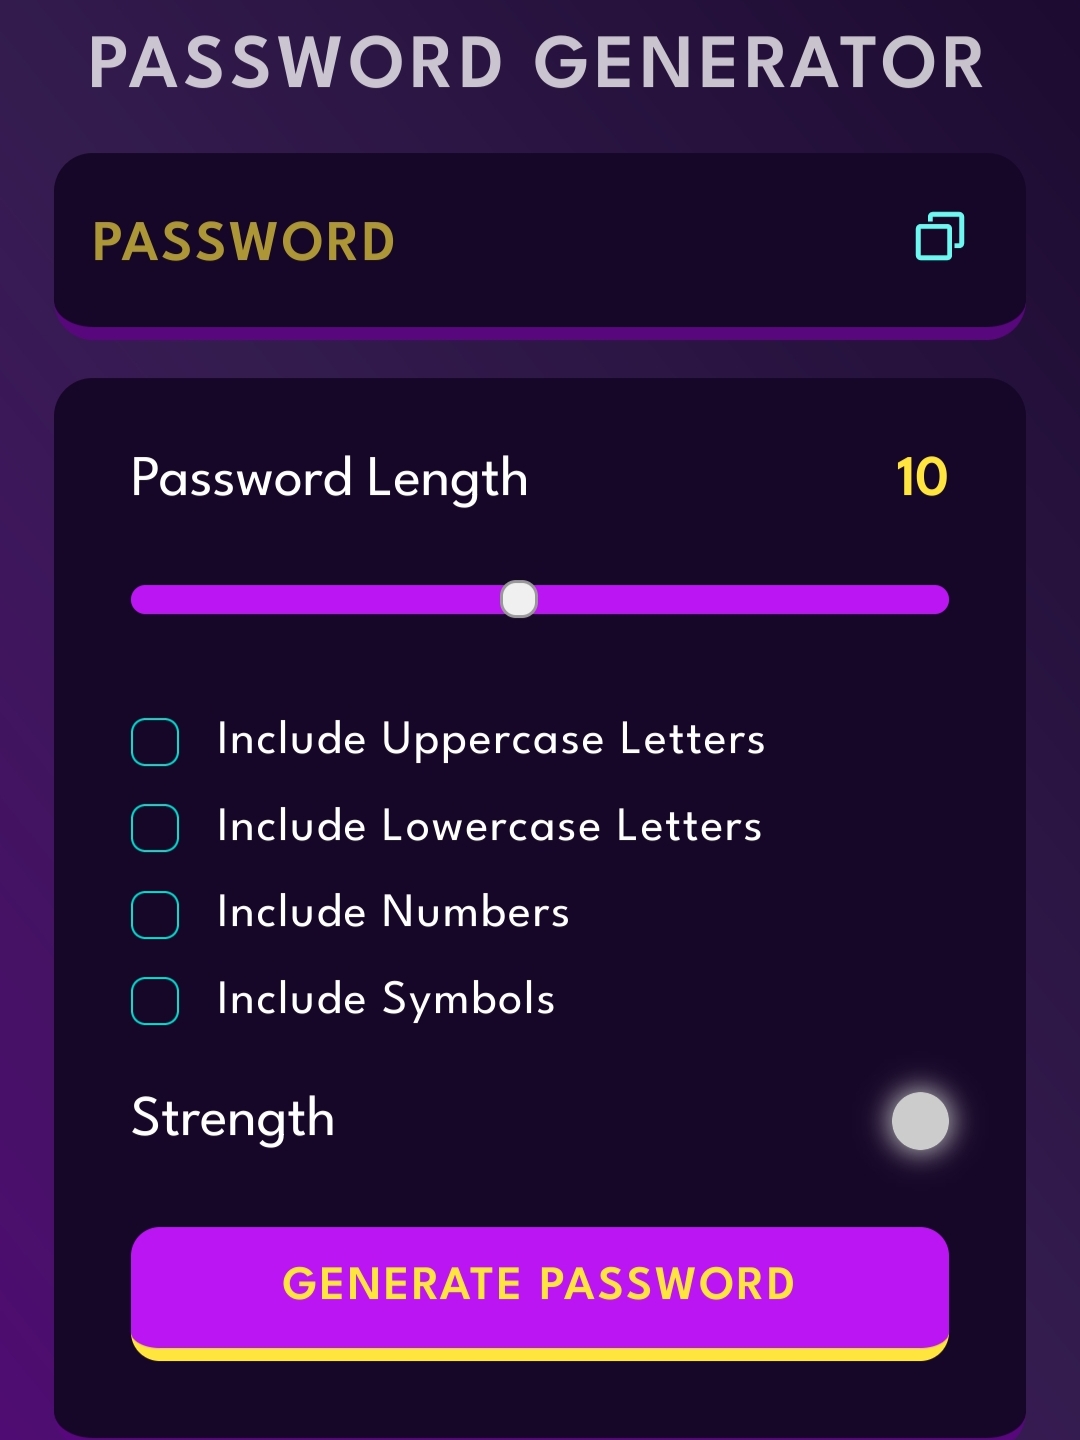 PASSWORD GENERATOR
PASSWORD
Password Length 10
Include Uppercase Letters
Include Lowercase Letters
Include Numbers
Include Symbols
Strength
GENERATE PASSWORD